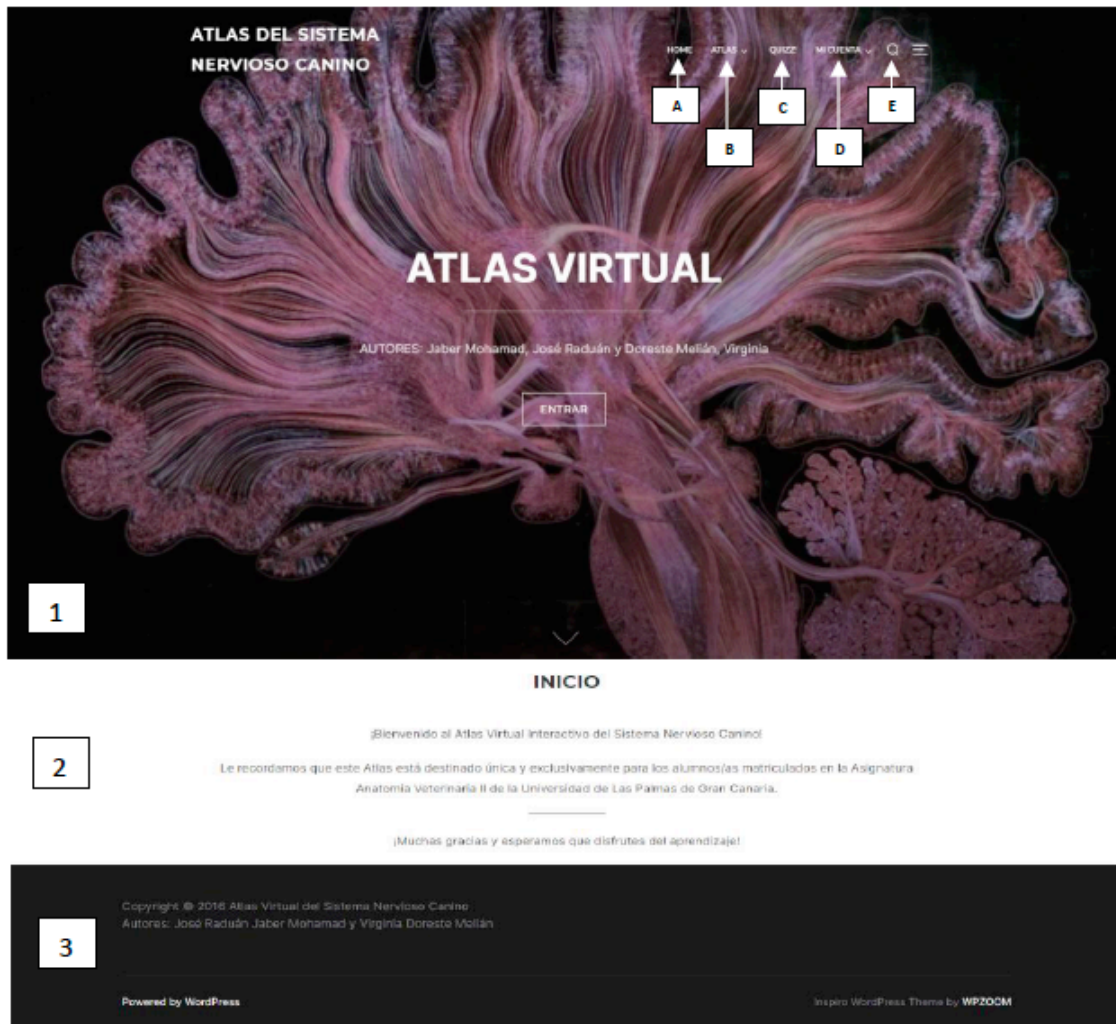 ATLAS DEL SISTEMA
NERVIOSO CANINO
HOME ATLAS QUIZZ MI CUENTA
A
B
C
D
E
ATLAS VIRTUAL
AUTORES: Jaber Mohamad, José Raduán y Doreste Melián, Virginia
ENTRAR
1
INICIO
2
¡Bienvenido al Atlas Virtual Interactivo del Sistema Nervioso Canino!
Le recordamos que este Atlas está destinado única y exclusivamente para los alumnos/as matriculados en la Asignatura
Anatomía Veterinaria II de la Universidad de Las Palmas de Gran Canaria.
¡Muchas gracias y esperamos que disfrutes del aprendizaje!
3
Copyright © 2016 Atlas Virtual del Sistema Nervioso Canino
Autores: José Raduán Jaber Mohamad y Virginia Doreste Melián
Powered by WordPress
Inspiro WordPress Theme by WPZOOM